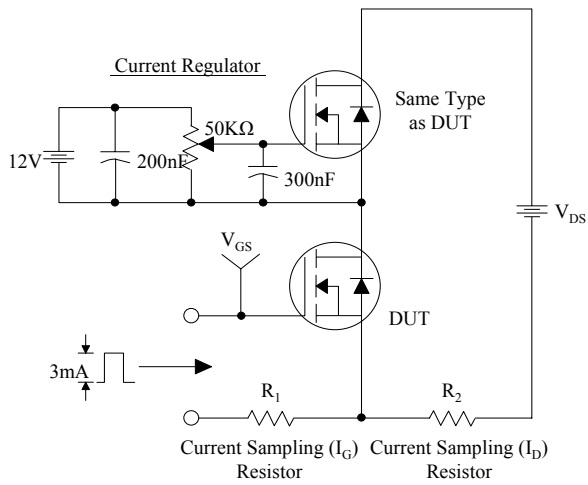 Current Regulator
Same Type
as DUT
50KΩ
12V
200nF
300nF
V_DS
V_GS
DUT
3mA
R_1
R_2
Current Sampling (I_G)
Resistor
Current Sampling (I_D)
Resistor